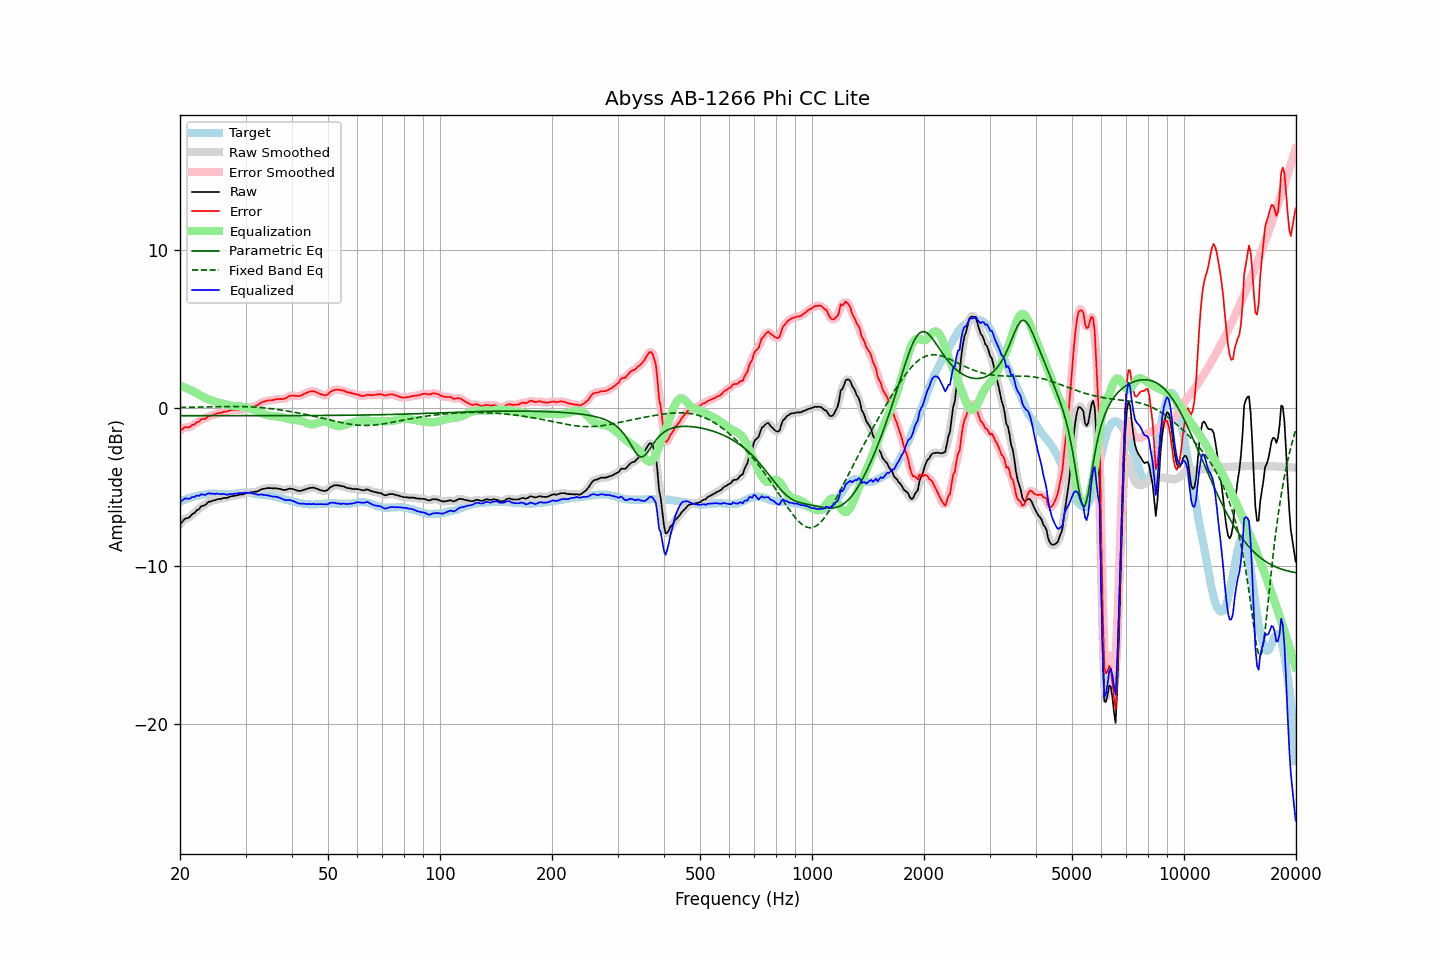 Abyss AB-1266 Phi CC Lite
Target
Raw Smoothed
Error Smoothed
Raw
Error
Equalization
Parametric Eq
Fixed Band Eq
Equalized
Amplitude (dBr)
10
0
−10
−20
20 50 100 200 500 1000 2000 5000 10000 20000
Frequency (Hz)